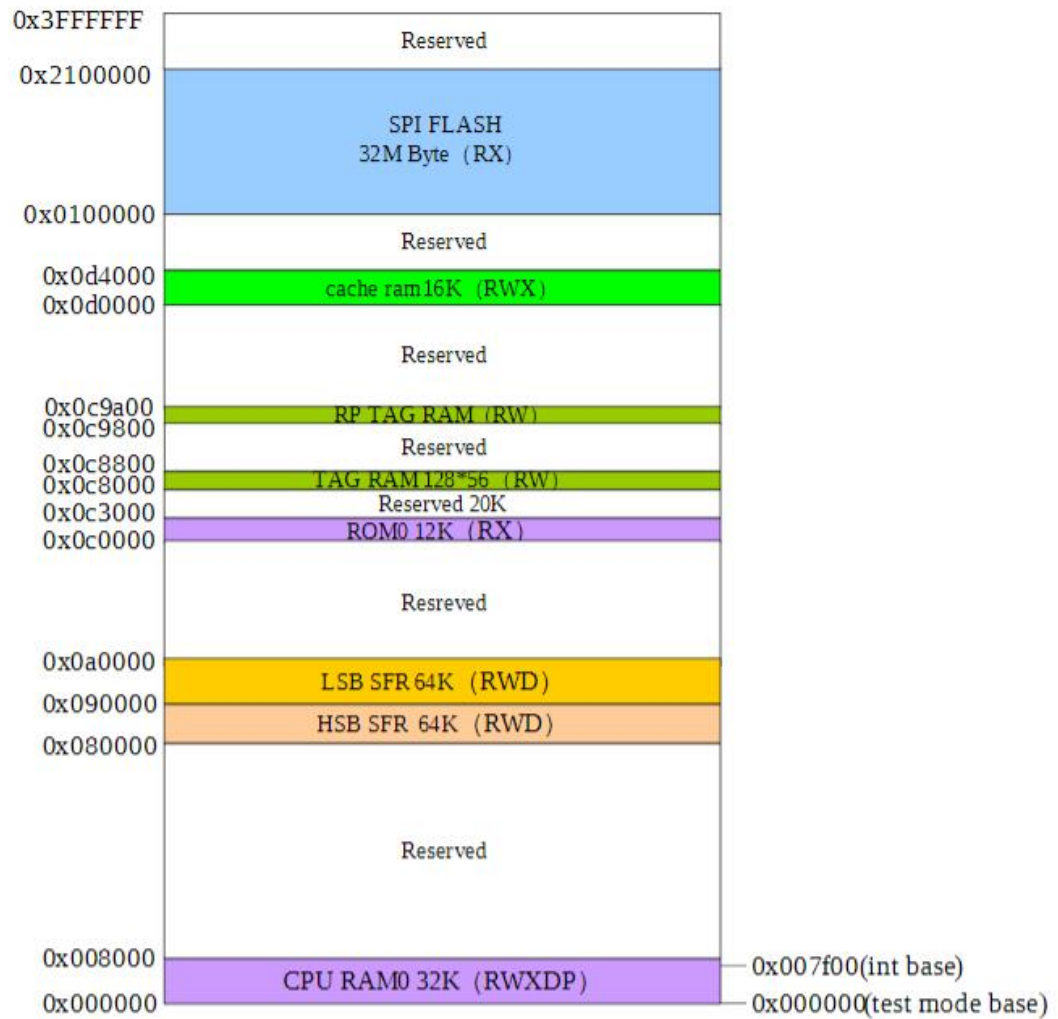 0x3FFFFFF
Reserved
0x2100000
SPI FLASH
32M Byte（RX）
0x0100000
Reserved
0x0d4000
cache ram16K（RWX）
0x0d0000
Reserved
0x0c9a00
RP TAG RAM（RW）
0x0c9800
Reserved
0x0c8800
TAG RAM 128*56（RW）
0x0c8000
Reserved 20K
0x0c3000
ROM0 12K（RX）
0x0c0000
Resreved
0x0a0000
LSB SFR 64K（RWD）
0x090000
HSB SFR 64K（RWD）
0x080000
Reserved
0x008000
0x007f00(int base)
CPU RAM0 32K（RWXDP）
0x000000
0x000000(test mode base)